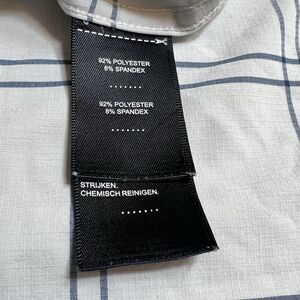 92% POLYESTER
8% SPANDEX
.......
92% POLYESTER
8% SPANDEX
.......
STRIJKEN.
CHEMISCH REINIGEN.